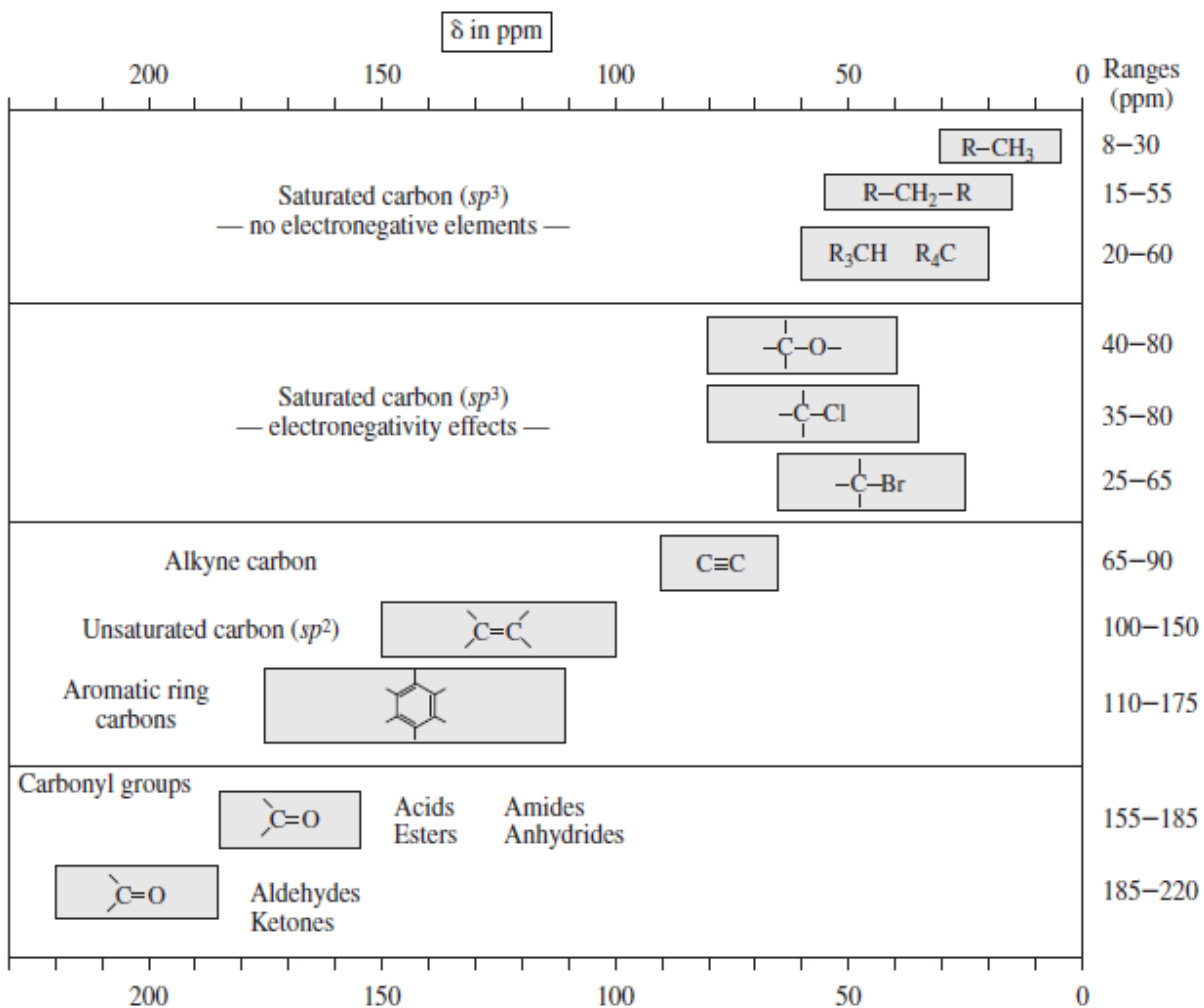 δ in ppm
200 150 100 50 0 Ranges
(ppm)
R–CH₃ 8–30
Saturated carbon (sp³) R–CH₂–R 15–55
— no electronegative elements —
R₃CH R₄C 20–60
–C–O– 40–80
Saturated carbon (sp³) –C–Cl 35–80
— electronegativity effects —
–C–Br 25–65
Alkyne carbon C≡C 65–90
Unsaturated carbon (sp²) C=C 100–150
Aromatic ring
carbons 110–175
Carbonyl groups
C=O Acids Amides 155–185
Esters Anhydrides
C=O Aldehydes 185–220
Ketones
200 150 100 50 0